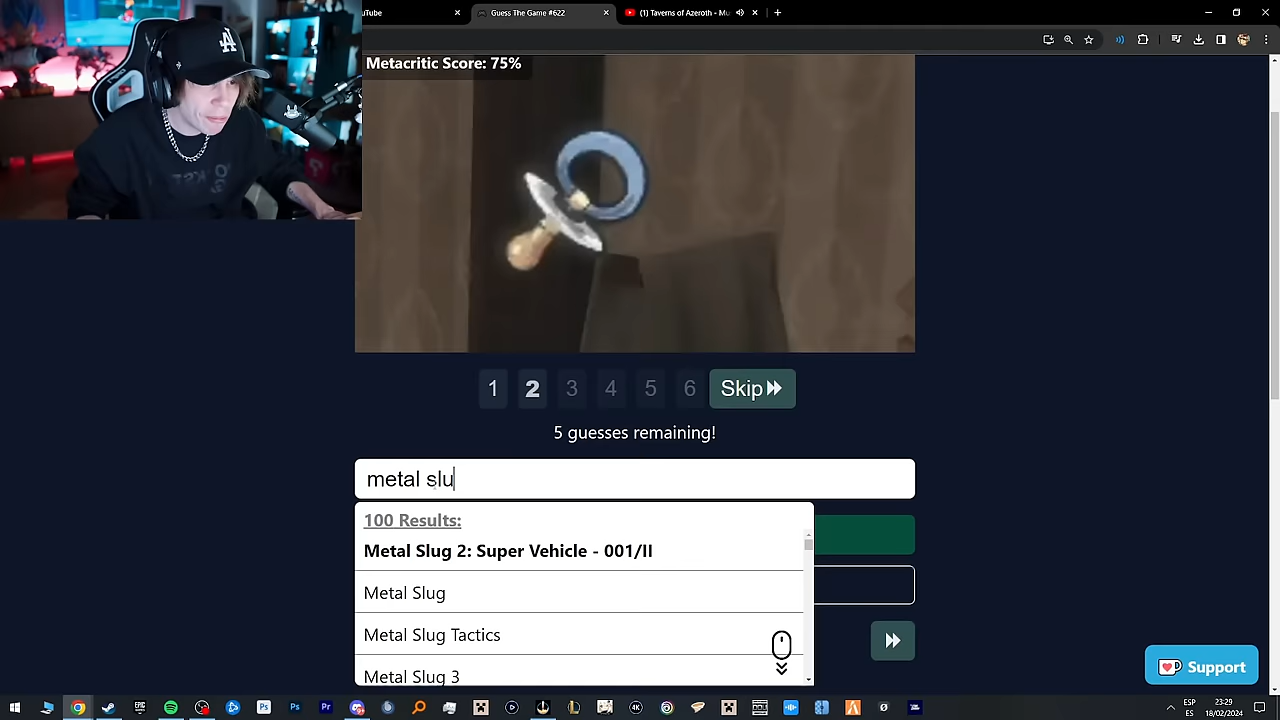 uTube
Guess The Game #622
(1) Taverns of Azeroth - Mu
Metacritic Score: 75%
1 2 3 4 5 6 Skip
5 guesses remaining!
metal slu
100 Results:
Metal Slug 2: Super Vehicle - 001/II
Metal Slug
Metal Slug Tactics
Metal Slug 3
Support
ESP
ES
23:29
18/02/2024